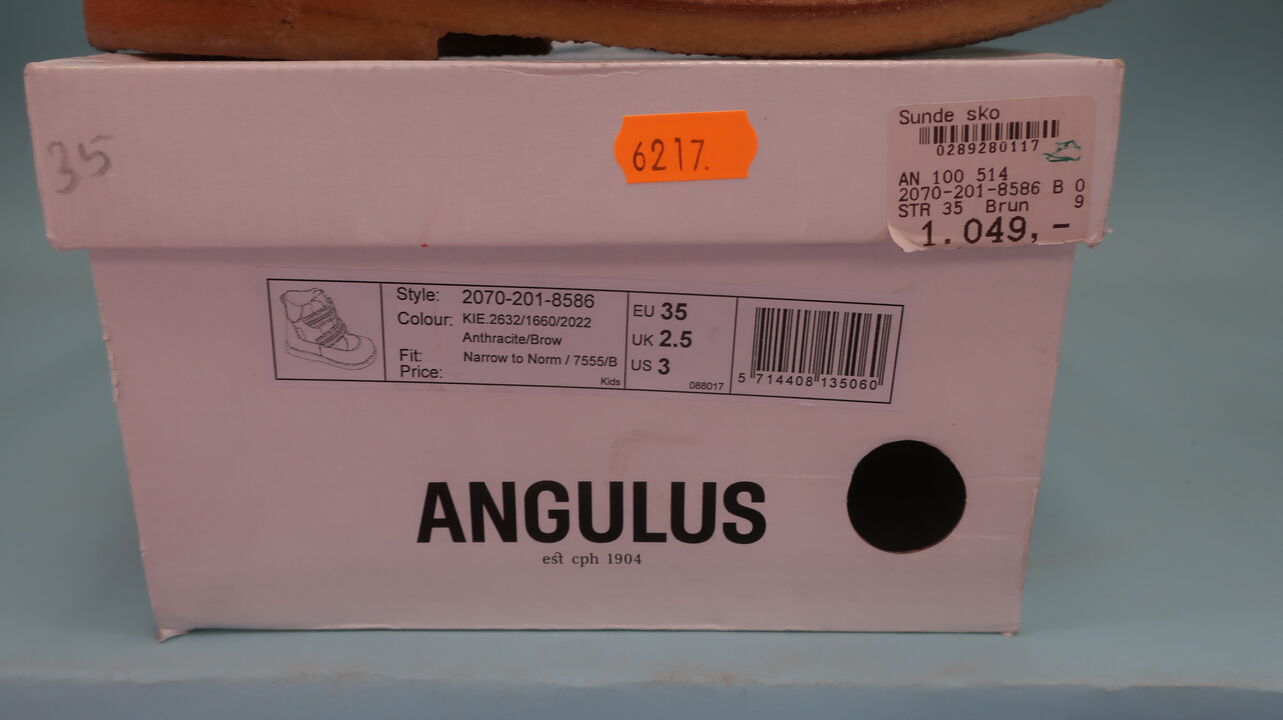 35
6217.
Sunde sko
0289280117
AN 100 514
2070-201-8586 B 0
STR 35 Brun 9
1.049,-
Style: 2070-201-8586
Colour: KIE.2632/1660/2022
Anthracite/Brow
Fit: Narrow to Norm / 7555/B
Price:
Kids
EU 35
UK 2.5
US 3
088017
5 714408 135060
ANGULUS
est cph 1904